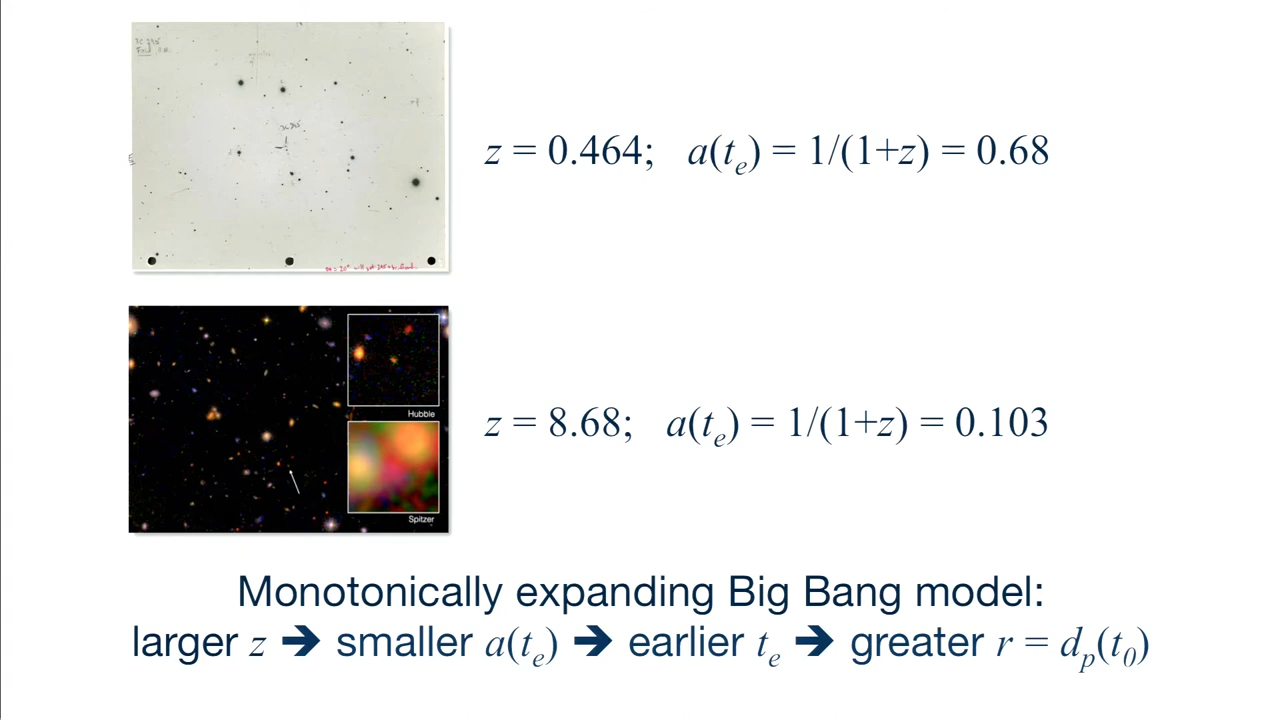 z = 0.464; a(tₑ) = 1/(1+z) = 0.68
Hubble
z = 8.68; a(tₑ) = 1/(1+z) = 0.103
Spitzer
Monotonically expanding Big Bang model:
larger z ➔ smaller a(tₑ) ➔ earlier tₑ ➔ greater r = dₚ(t₀)